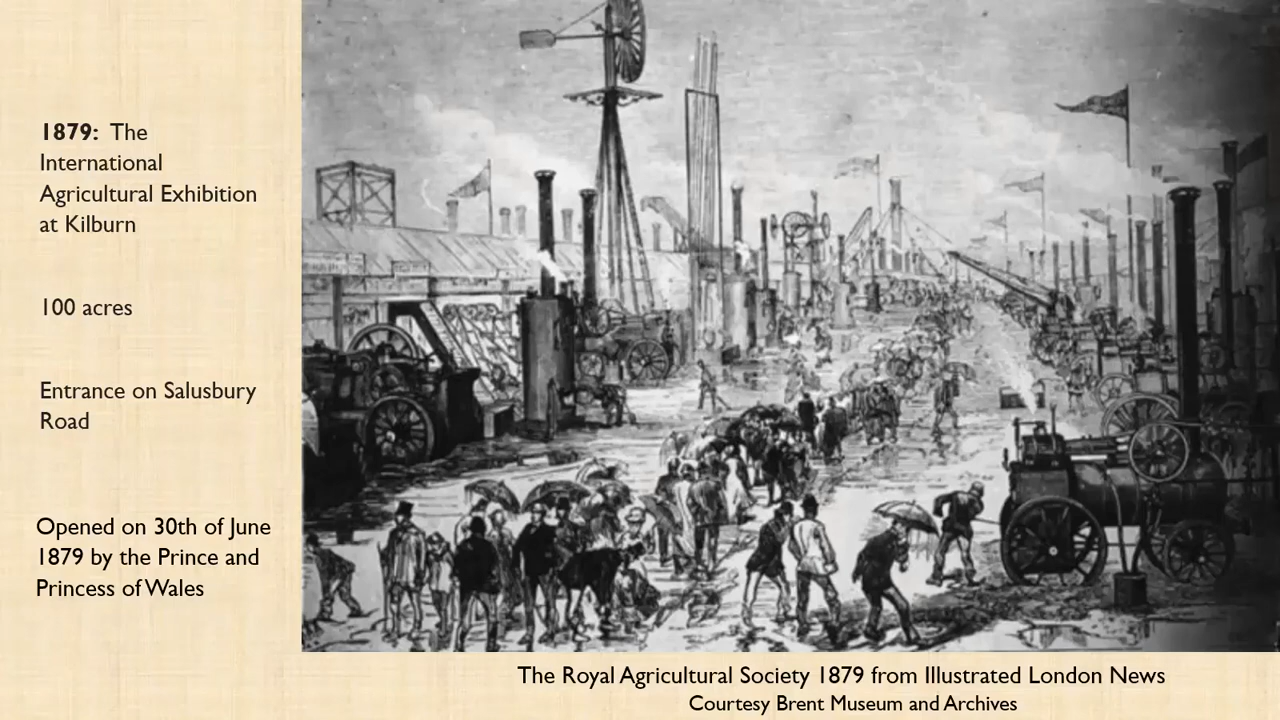 1879: The
International
Agricultural Exhibition
at Kilburn
100 acres
Entrance on Salusbury
Road
Opened on 30th of June
1879 by the Prince and
Princess of Wales
The Royal Agricultural Society 1879 from Illustrated London News
Courtesy Brent Museum and Archives